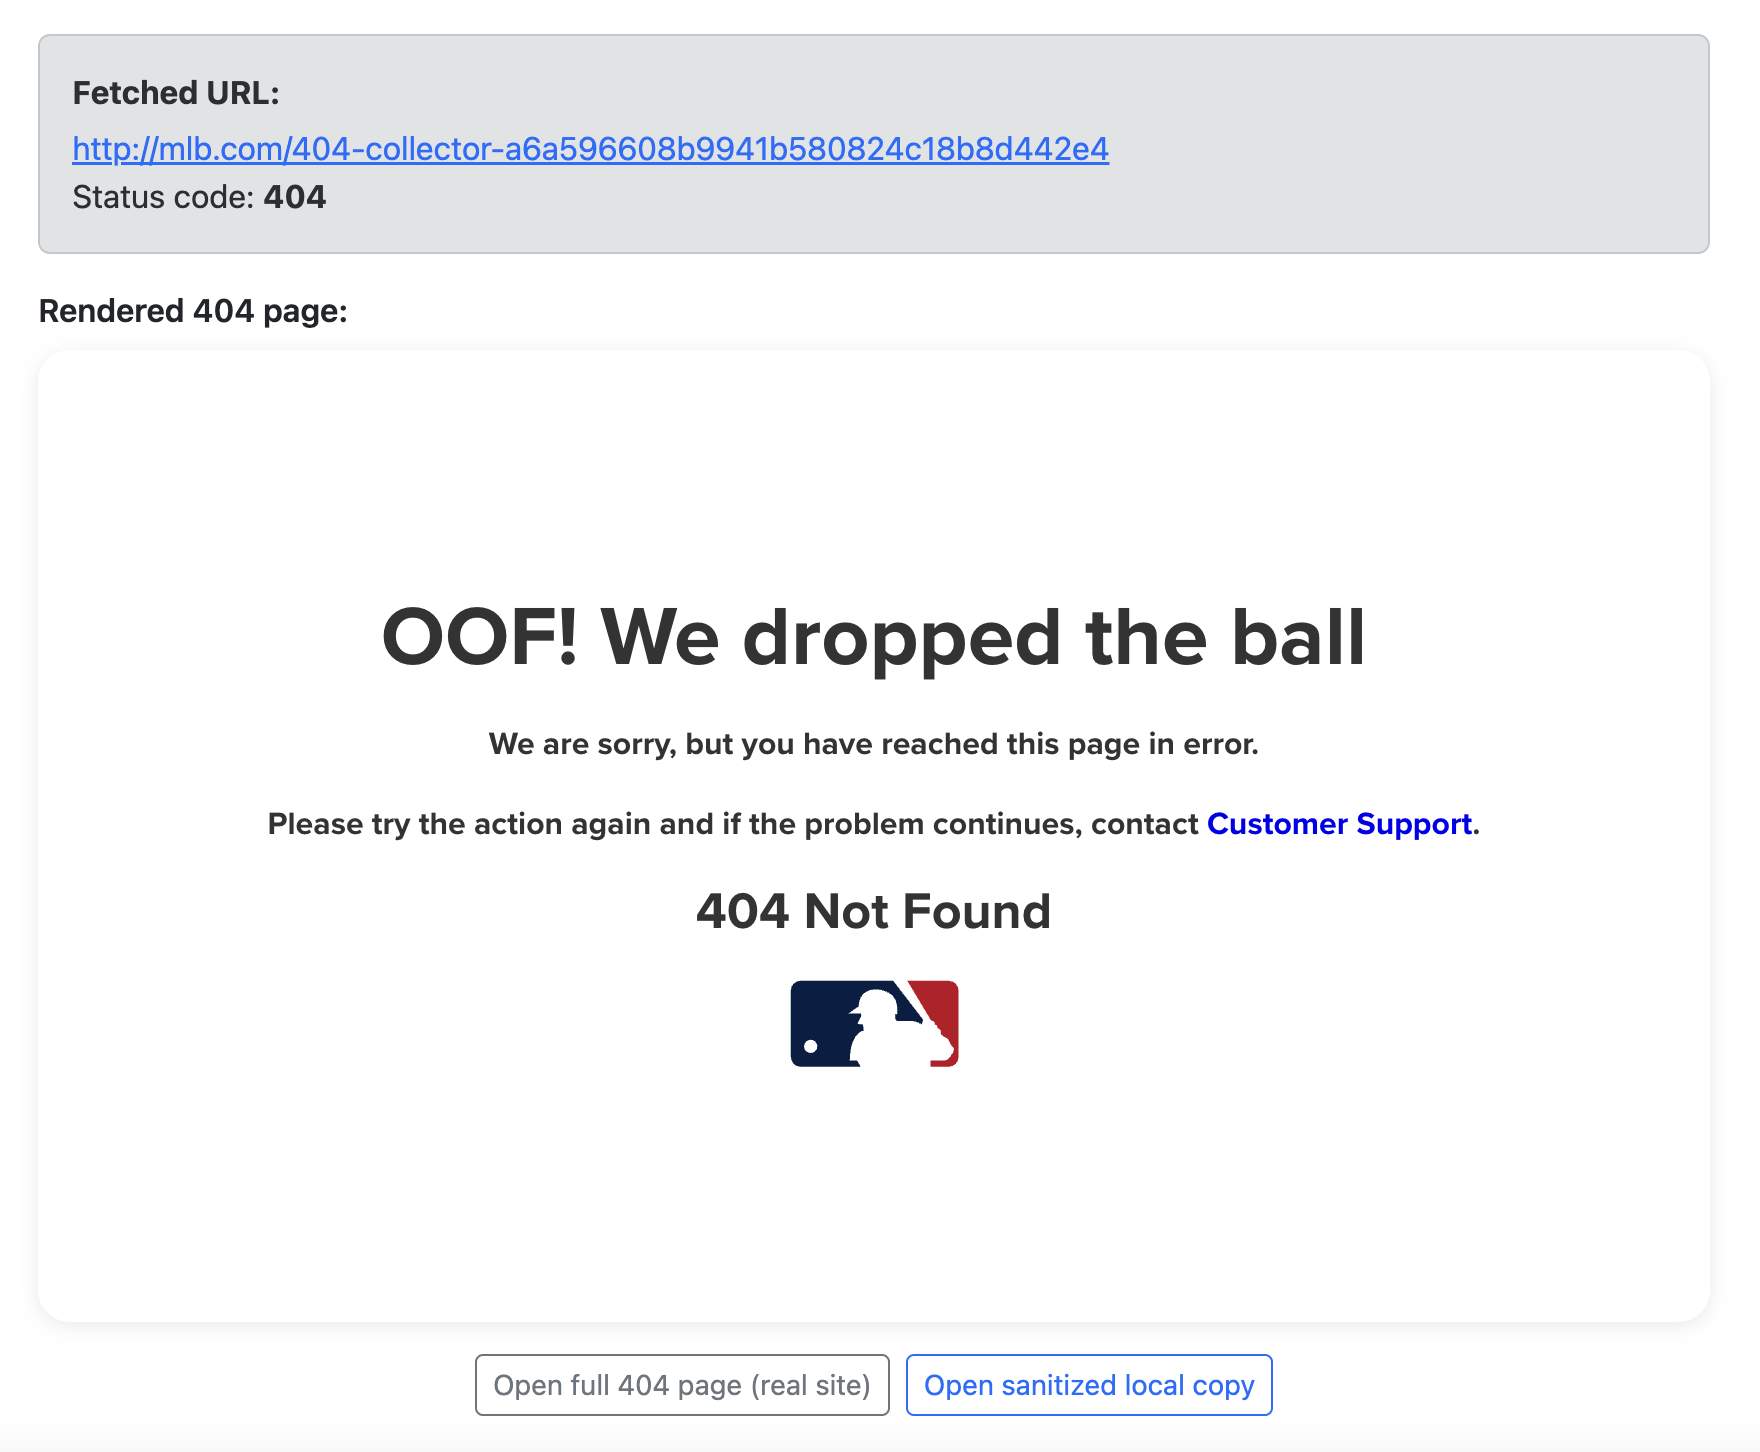 Fetched URL:
http://mlb.com/404-collector-a6a596608b9941b580824c18b8d442e4
Status code: 404
Rendered 404 page:
OOF! We dropped the ball
We are sorry, but you have reached this page in error.
Please try the action again and if the problem continues, contact Customer Support.
404 Not Found
Open full 404 page (real site)
Open sanitized local copy